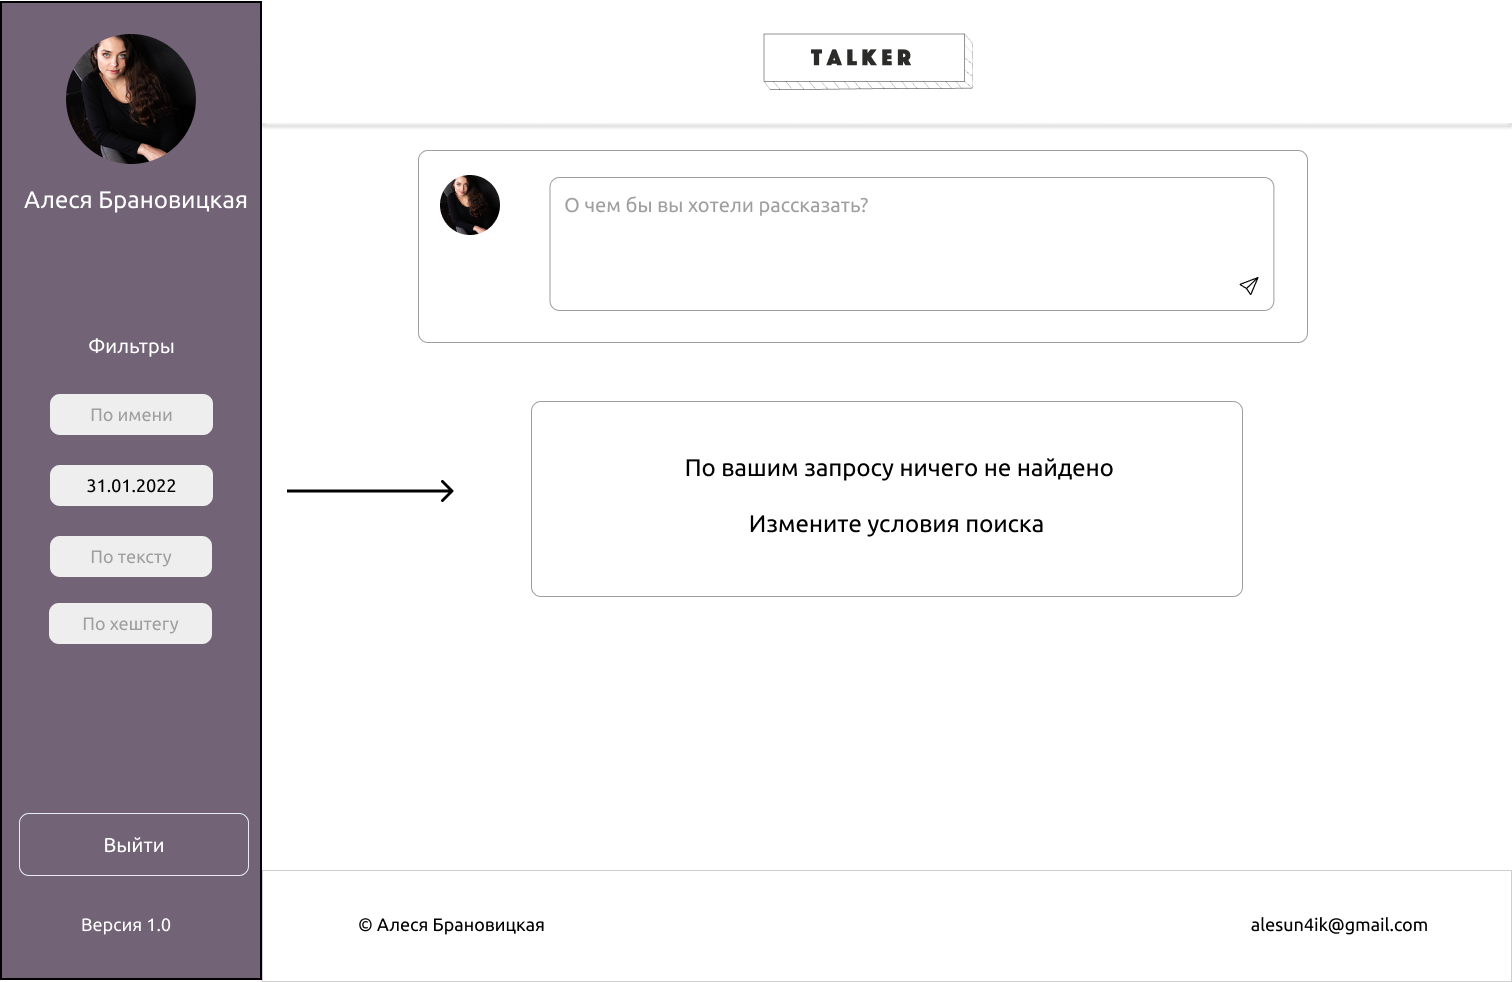 TALKER
Алеся Брановицкая
О чем бы вы хотели рассказать?
Фильтры
По имени
31.01.2022
По тексту
По хештегу
По вашим запросу ничего не найдено
Измените условия поиска
Выйти
Версия 1.0
© Алеся Брановицкая
alesun4ik@gmail.com